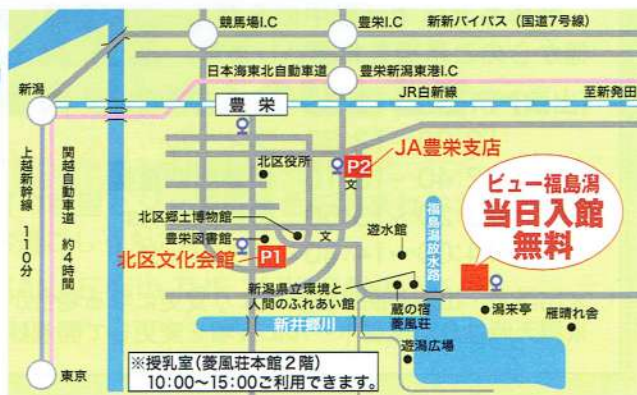 競馬場I.C
豊栄I.C
新新バイパス（国道7号線）
日本海東北自動車道
豊栄新潟東港I.C
新潟
JR白新線
至新発田
豊栄
上越新幹線 110分
関越自動車道 約4時間
北区役所
P2
JA豊栄支店
文
ビュー福島潟
当日入館
無料
北区郷土博物館
豊栄図書館
文
遊水館
福島潟放水路
北区文化会館
P1
新潟県立環境と
人間のふれあい館
蔵の宿
菱風荘
潟来亭
雁晴れ舎
新井郷川
遊潟広場
東京
※授乳室（菱風荘本館2階）
10:00〜15:00ご利用できます。